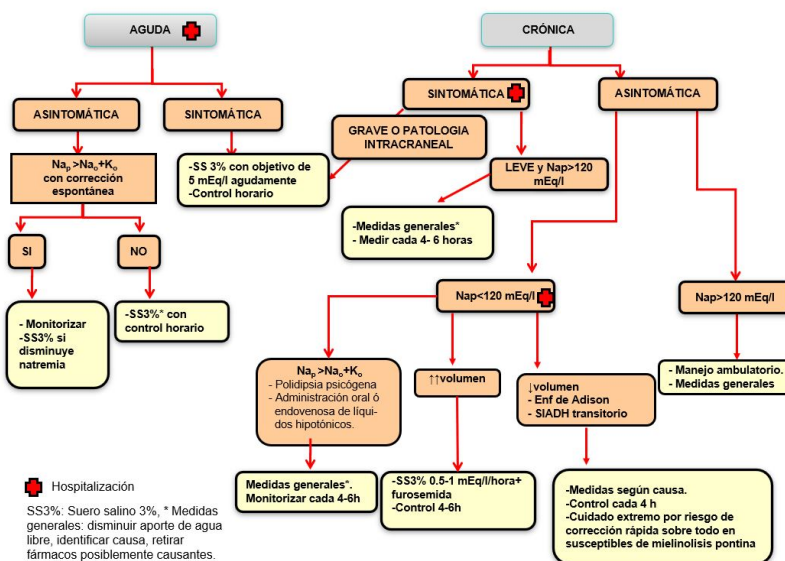 AGUDA
CRÓNICA
ASINTOMÁTICA
SINTOMÁTICA
SINTOMÁTICA
ASINTOMÁTICA
GRAVE O PATOLOGIA
INTRACRANEAL
Nap >Nao+Ko
con corrección
espontánea
-SS 3% con objetivo de
5 mEq/l agudamente
-Control horario
LEVE y Nap>120
mEq/l
-Medidas generales*
- Medir cada 4- 6 horas
SI
NO
- Monitorizar
-SS3% si
disminuye
natremia
-SS3%* con
control horario
Nap<120 mEq/l
Nap>120 mEq/l
Nap >Nao+Ko
- Polidipsia psicógena
- Administración oral ó
endovenosa de líqui-
dos hipotónicos.
↑↑volumen
↓volumen
- Enf de Adison
- SIADH transitorio
- Manejo ambulatorio.
- Medidas generales
Medidas generales*.
Monitorizar cada 4-6h
-SS3% 0.5-1 mEq/l/hora+
furosemida
- Control 4-6h
-Medidas según causa.
-Control cada 4 h
-Cuidado extremo por riesgo de
corrección rápida sobre todo en
susceptibles de mielinolisis pontina
Hospitalización
SS3%: Suero salino 3%, * Medidas
generales: disminuir aporte de agua
libre, identificar causa, retirar
fármacos posiblemente causantes.